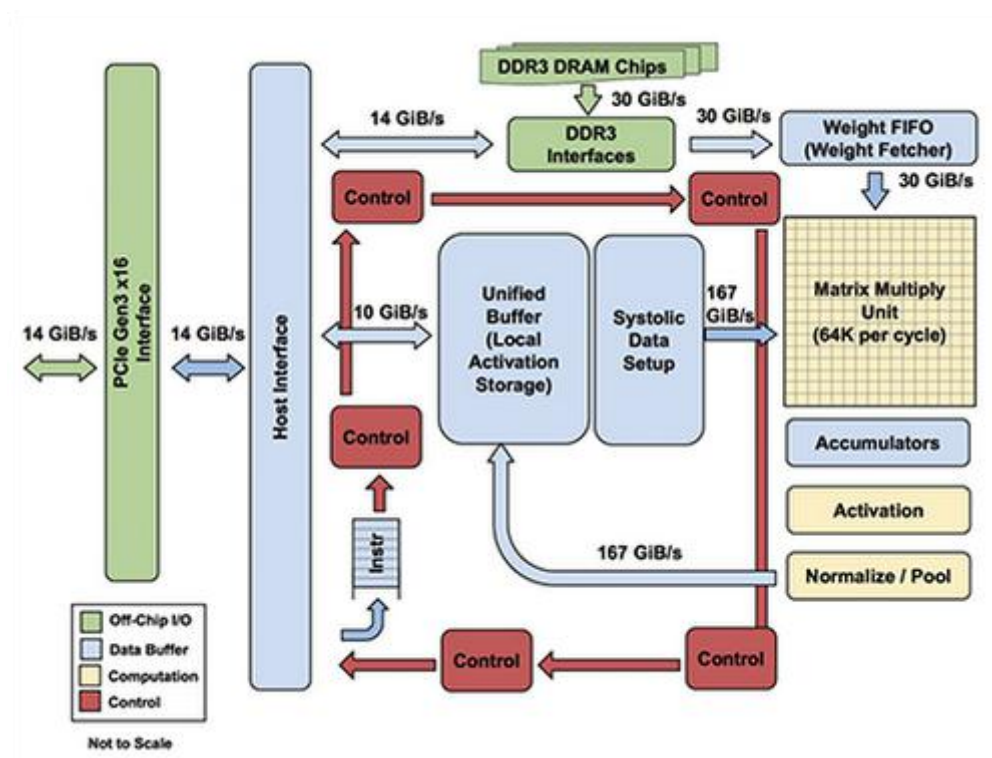 DDR3 DRAM Chips
30 GiB/s
14 GiB/s
DDR3
Interfaces
30 GiB/s
Weight FIFO
(Weight Fetcher)
30 GiB/s
Control
Control
PCIe Gen3 x16
Interface
14 GiB/s
14 GiB/s
Host Interface
10 GiB/s
Unified
Buffer
(Local
Activation
Storage)
Systolic
Data
Setup
167
GiB/s
Matrix Multiply
Unit
(64K per cycle)
Control
Accumulators
Activation
Instr
167 GiB/s
Normalize / Pool
Control
Control
Off-Chip I/O
Data Buffer
Computation
Control
Not to Scale